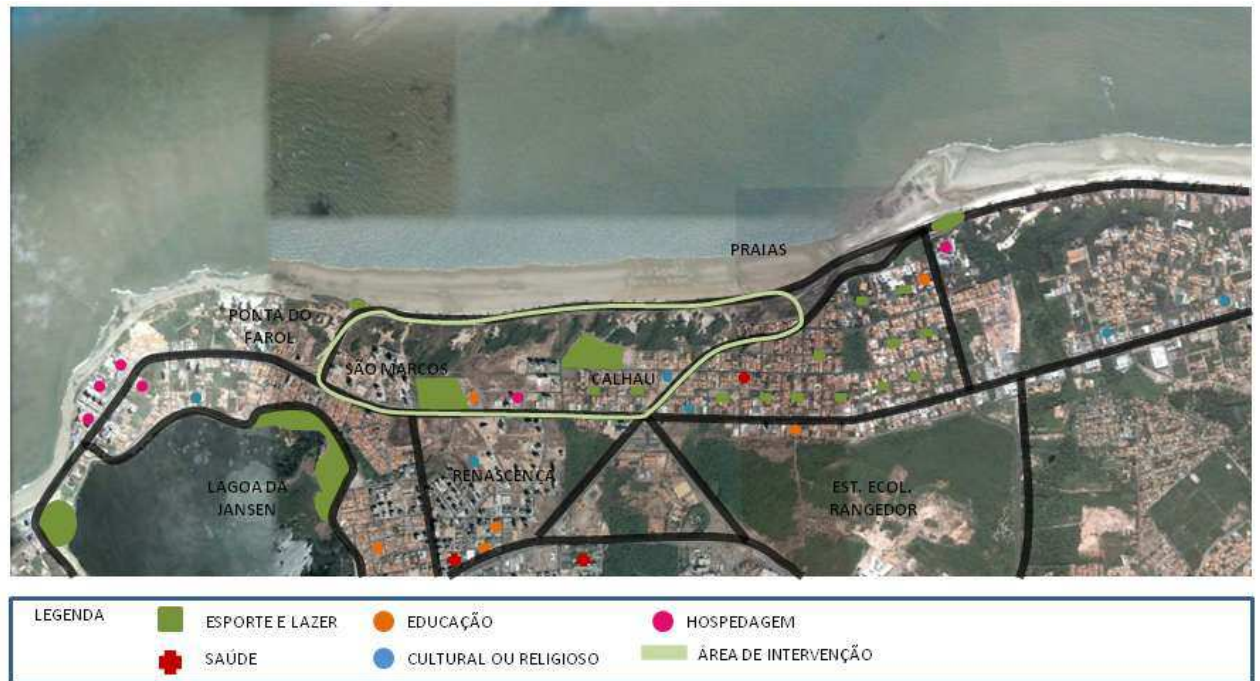 PRAIAS
PONTA DO
FAROL
SÃO MARCOS
CALHAU
RENASCENCA
LAGOA DA
JANSEN
EST. ECOL.
RANGEDOR
LEGENDA
ESPORTE E LAZER
EDUCAÇÃO
HOSPEDAGEM
SAÚDE
CULTURAL OU RELIGIOSO
ÁREA DE INTERVENÇÃO